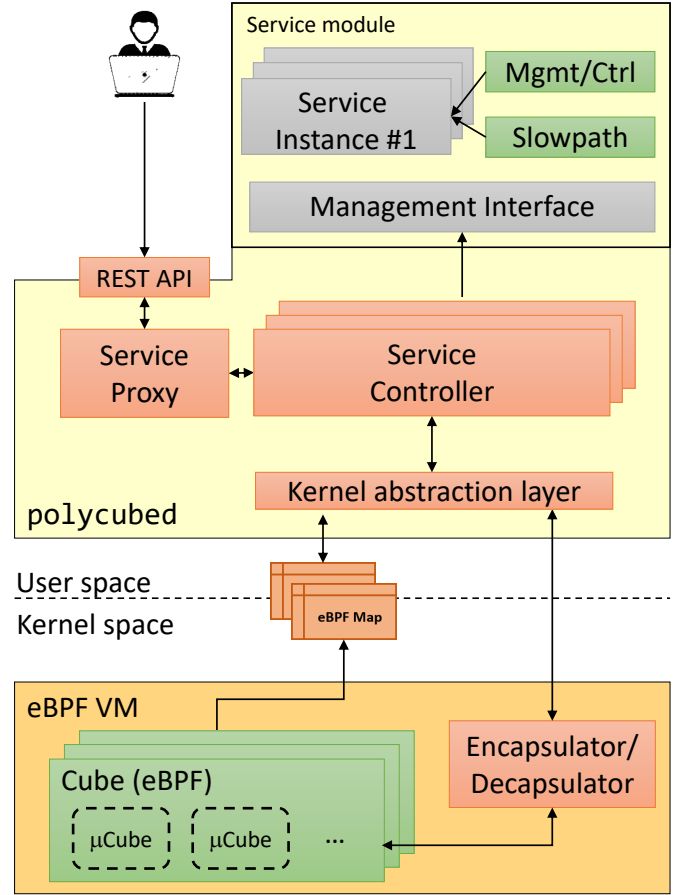 Service module
Service
Instance #1
Mgmt/Ctrl
Slowpath
Management Interface
REST API
Service
Proxy
Service
Controller
Kernel abstraction layer
polycubed
User space
Kernel space
eBPF Map
eBPF VM
Cube (eBPF)
μCube
μCube
...
Encapsulator/
Decapsulator